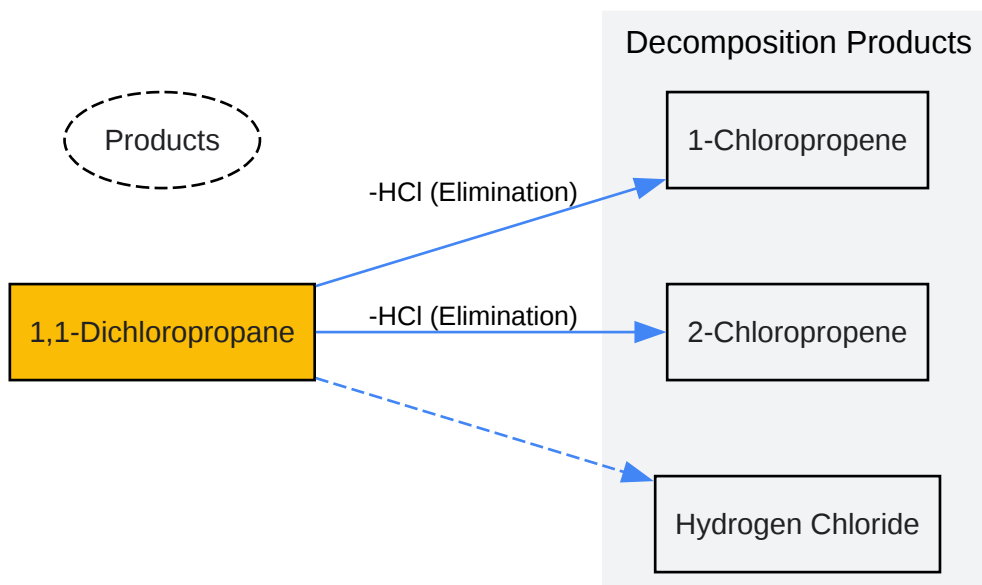 Decomposition Products
Products
1-Chloropropene
-HCl (Elimination)
1,1-Dichloropropane
-HCl (Elimination)
2-Chloropropene
Hydrogen Chloride